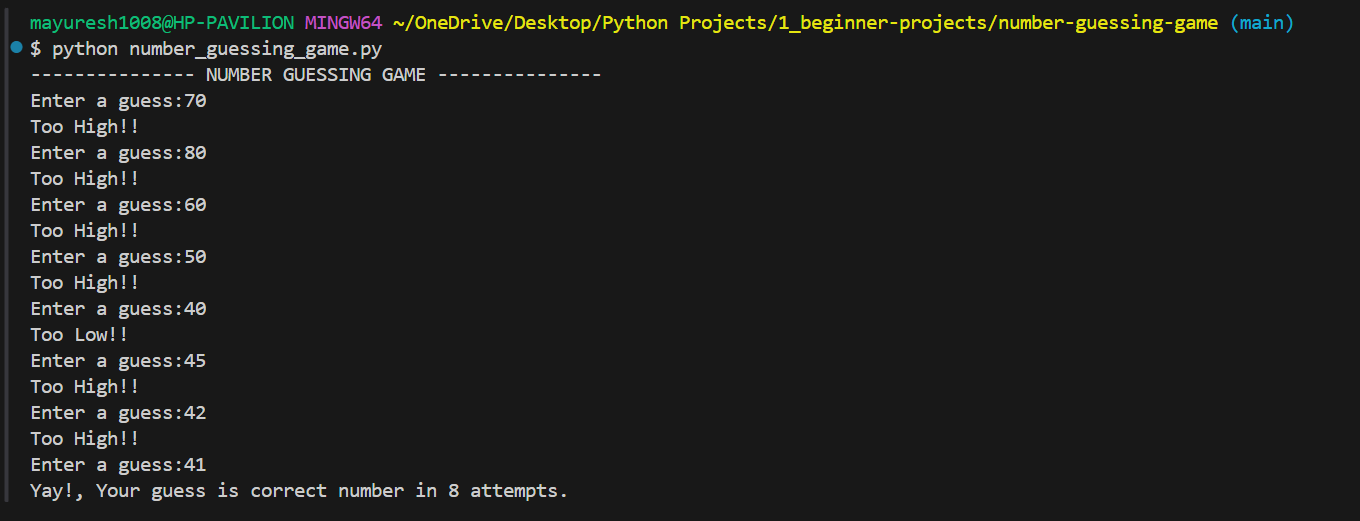 mayuresh1008@HP-PAVILION MINGW64 ~/OneDrive/Desktop/Python Projects/1_beginner-projects/number-guessing-game (main)
$ python number_guessing_game.py
--------------- NUMBER GUESSING GAME ---------------
Enter a guess:70
Too High!!
Enter a guess:80
Too High!!
Enter a guess:60
Too High!!
Enter a guess:50
Too High!!
Enter a guess:40
Too Low!!
Enter a guess:45
Too High!!
Enter a guess:42
Too High!!
Enter a guess:41
Yay!, Your guess is correct number in 8 attempts.